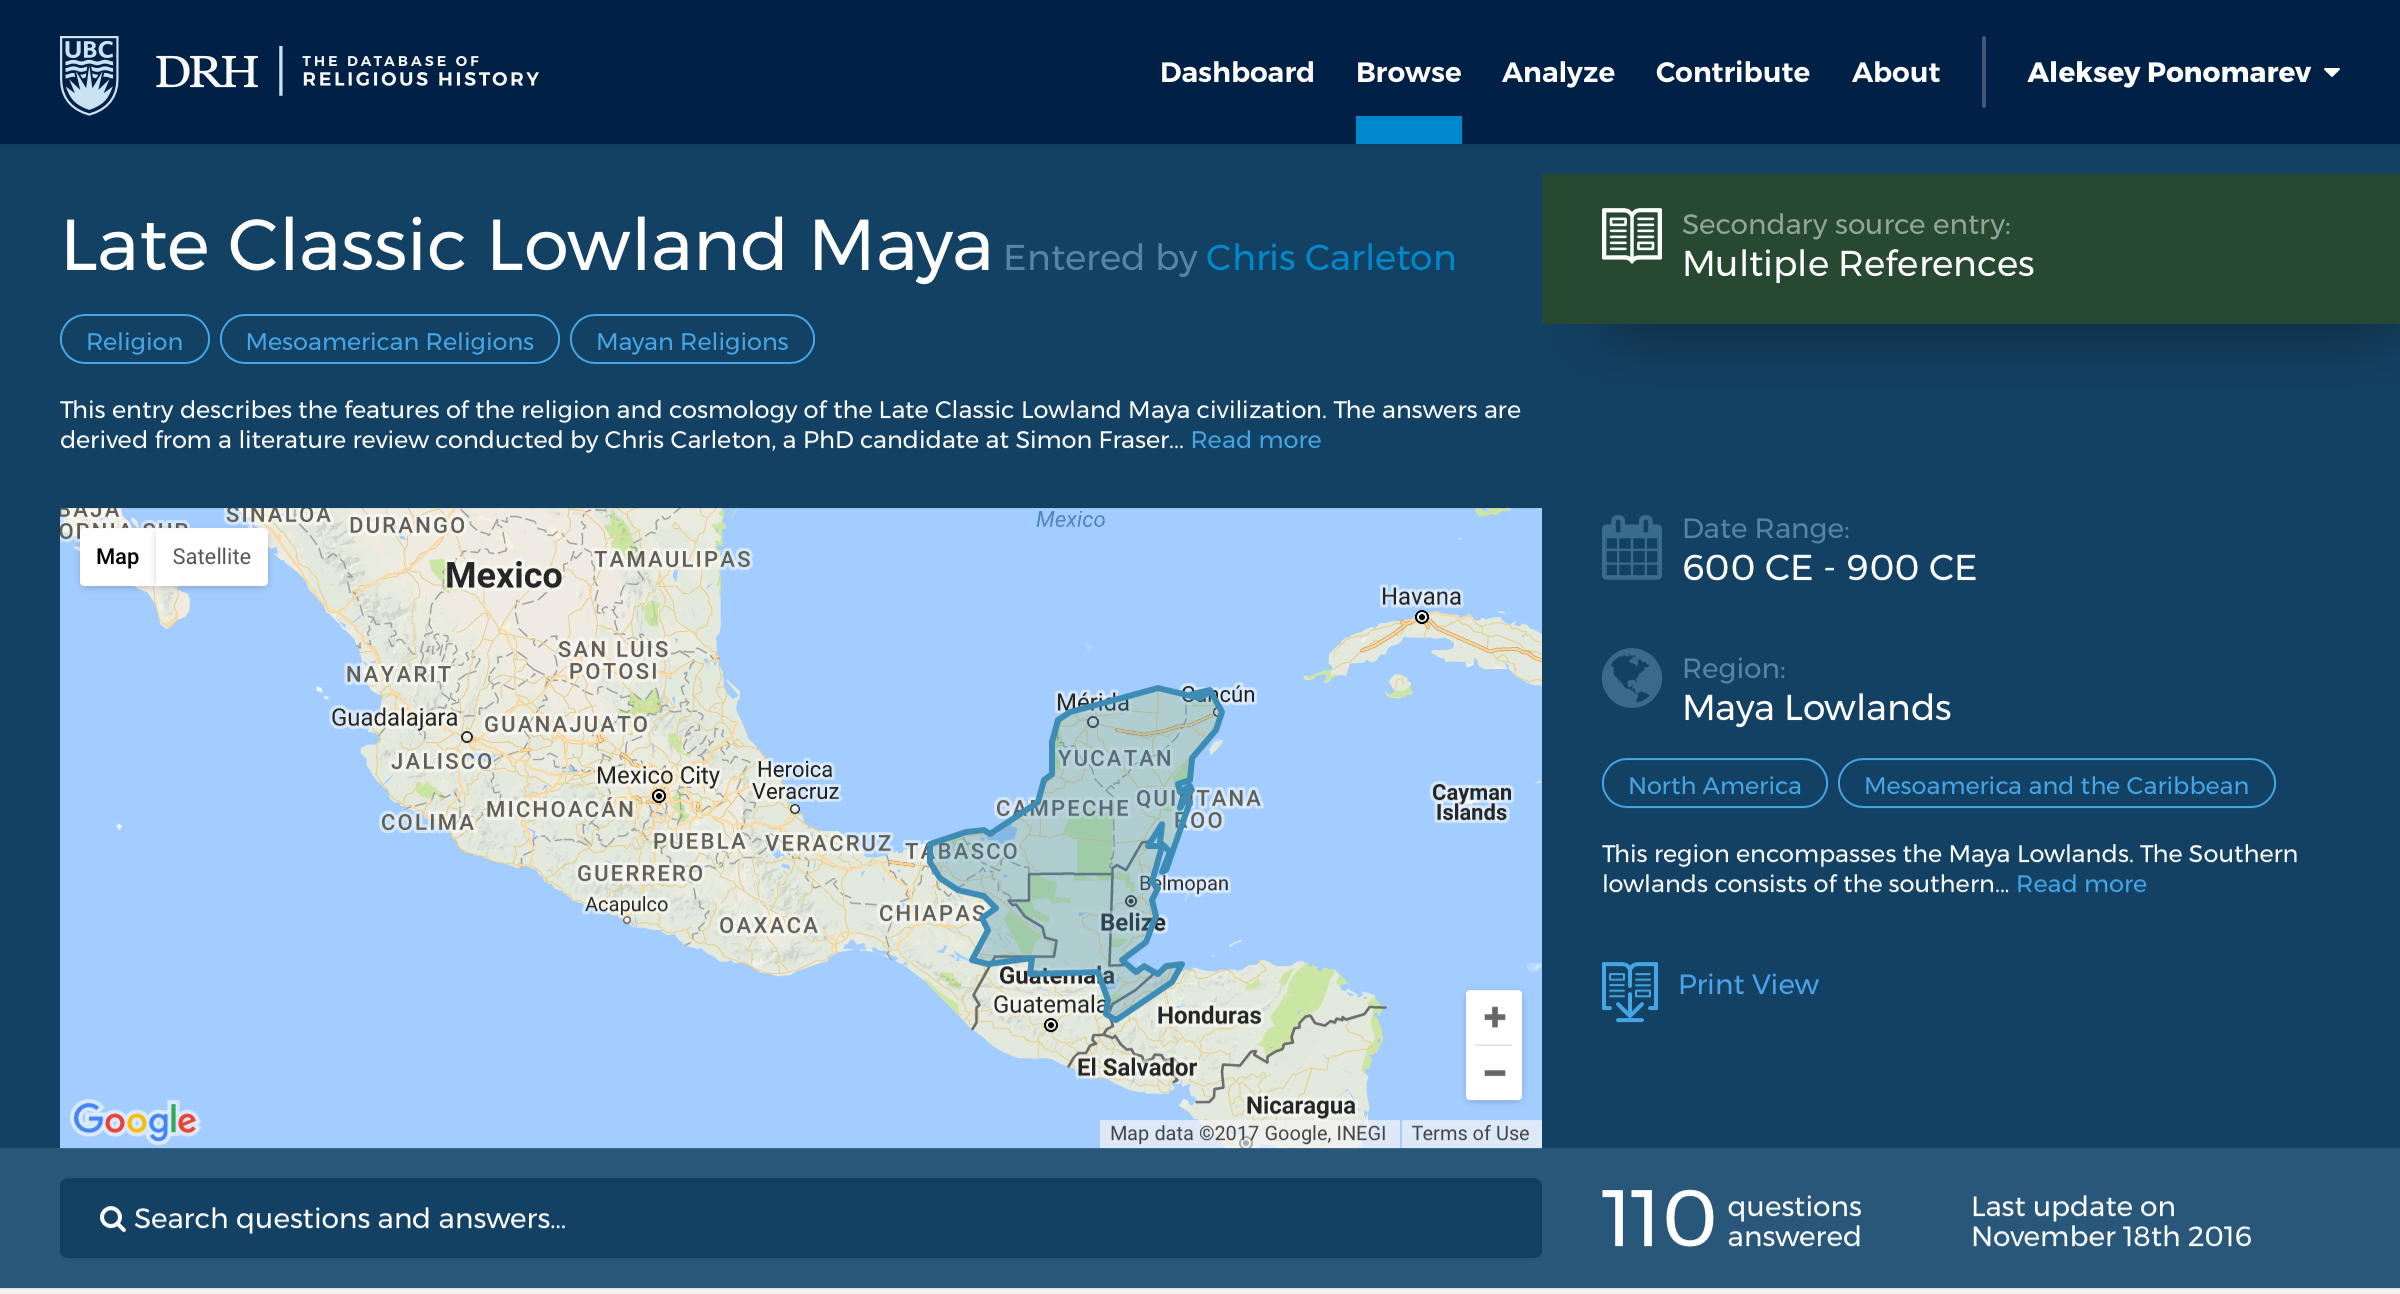 UBC
DRH
THE DATABASE OF
RELIGIOUS HISTORY
Dashboard
Browse
Analyze
Contribute
About
Aleksey Ponomarev
Late Classic Lowland Maya Entered by Chris Carleton
Religion
Mesoamerican Religions
Mayan Religions
This entry describes the features of the religion and cosmology of the Late Classic Lowland Maya civilization. The answers are
derived from a literature review conducted by Chris Carleton, a PhD candidate at Simon Fraser... Read more
Secondary source entry:
Multiple References
BAJA
SINALOA
DURANGO
Mexico
Map
Satellite
TAMAULIPAS
Mexico
Havana
SAN LUIS
POTOSI
NAYARIT
Mérida
Cancún
Guadalajara
GUANAJUATO
JALISCO
YUCATAN
Mexico City
Heroica
Veracruz
Cayman
Islands
CAMPECHE
QUINTANA
ROO
MICHOACÁN
COLIMA
PUEBLA
VERACRUZ
TABASCO
GUERRERO
Belmopan
Acapulco
CHIAPAS
OAXACA
Belize
Guatemala
Guatemala
Honduras
El Salvador
Nicaragua
+
−
Google
Map data ©2017 Google, INEGI
Terms of Use
Date Range:
600 CE - 900 CE
Region:
Maya Lowlands
North America
Mesoamerica and the Caribbean
This region encompasses the Maya Lowlands. The Southern
lowlands consists of the southern... Read more
Print View
Search questions and answers...
110 questions
answered
Last update on
November 18th 2016